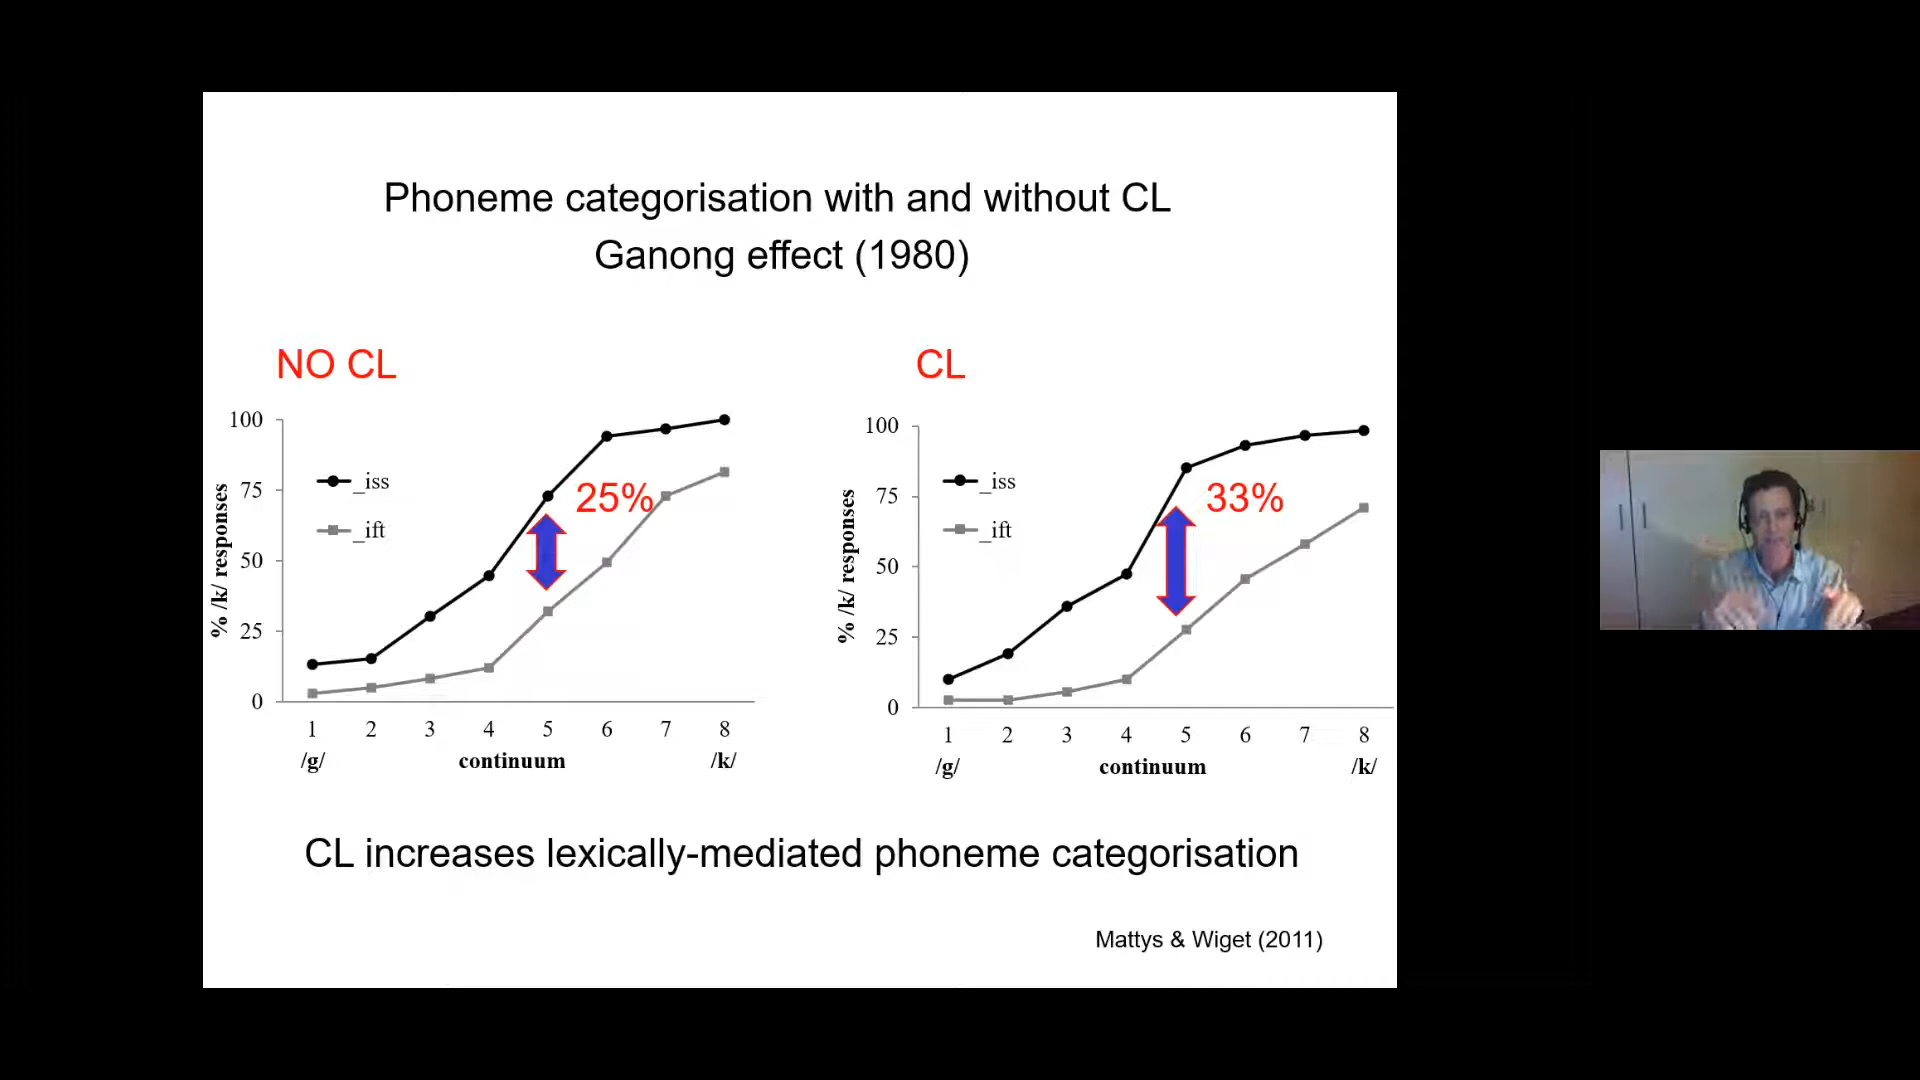 Phoneme categorisation with and without CL
Ganong effect (1980)
NO CL
100
75
50
25
0
% /k/ responses
_iss
_ift
25%
1 2 3 4 5 6 7 8
/g/ continuum /k/
CL
100
75
50
25
0
% /k/ responses
_iss
_ift
33%
1 2 3 4 5 6 7 8
/g/ continuum /k/
CL increases lexically-mediated phoneme categorisation
Mattys & Wiget (2011)